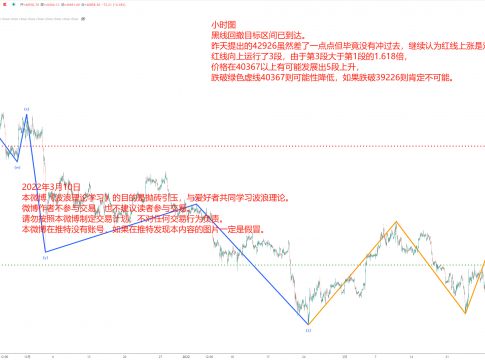 小时图
黑线回撤目标区间已到达。
昨天提出的42926虽然差了一点点但毕竟没有冲过去，继续认为红线上涨是
红线向上运行了3段，由于第3段大于第1段的1.618倍，
价格在40367以上有可能发展出5段上升，
跌破绿色虚线40367则可能性降低，如果跌破39226则肯定不可能。
2022年3月10日
本微博『波浪理论学习』的目的是抛砖引玉，与爱好者共同学习波浪理论。
微博作者不参与交易，也不建议读者参与交易。
请勿按照本微博制定交易计划，不对任何交易行为负责。
本微博在推特没有账号，如果在推特发现本内容的图片一定是假冒。
2022